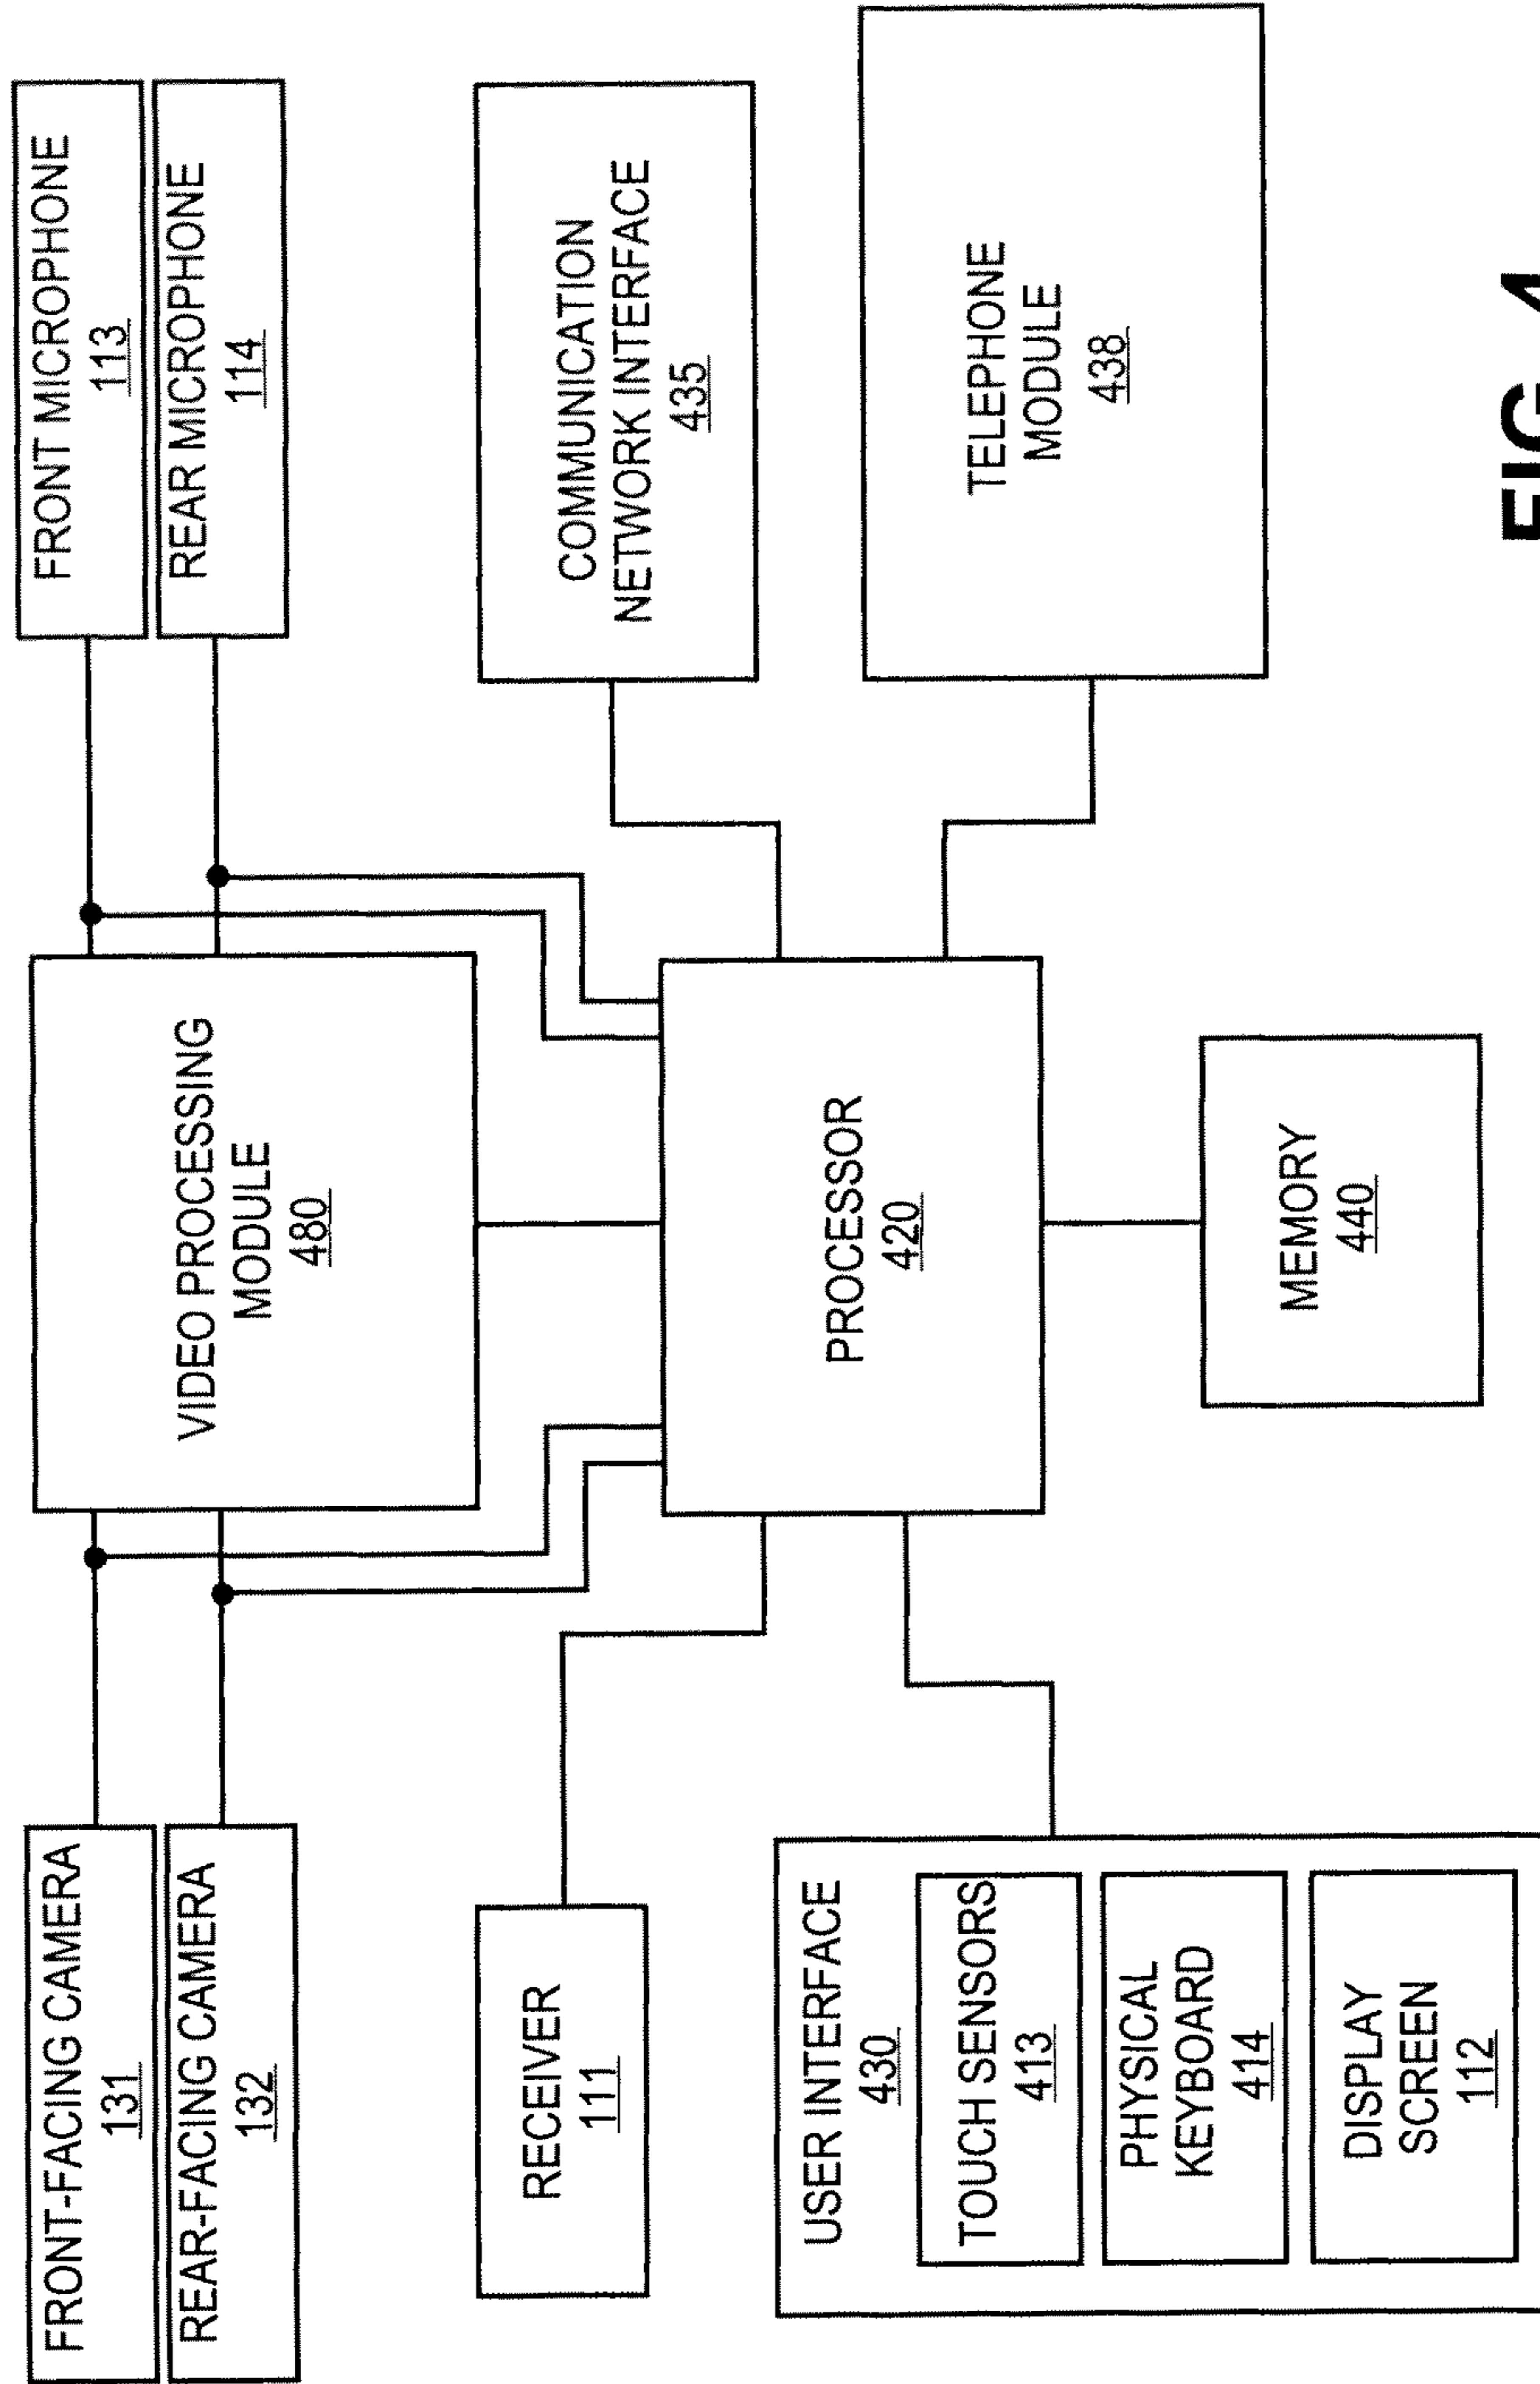 FRONT-FACING CAMERA
131
REAR-FACING CAMERA
132
VIDEO PROCESSING
MODULE
480
FRONT MICROPHONE
113
REAR MICROPHONE
114
RECEIVER
111
PROCESSOR
420
COMMUNICATION
NETWORK INTERFACE
435
USER INTERFACE
430
TOUCH SENSORS
413
PHYSICAL
KEYBOARD
414
DISPLAY
SCREEN
112
MEMORY
440
TELEPHONE
MODULE
438
FIG. 4